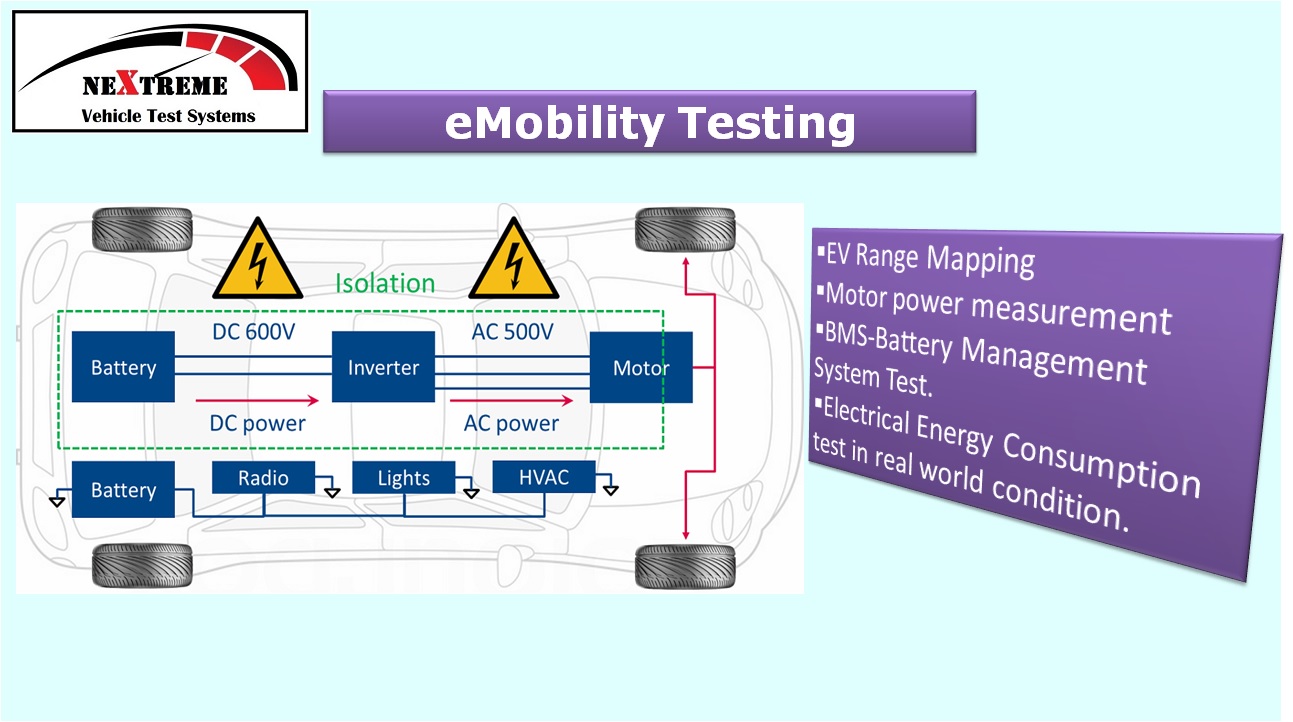 NEXTREME
Vehicle Test Systems
eMobility Testing
Isolation
DC 600V
AC 500V
Battery
Inverter
Motor
DC power
AC power
Battery
Radio
Lights
HVAC
▪EV Range Mapping
▪Motor power measurement
▪BMS-Battery Management
System Test.
▪Electrical Energy Consumption
test in real world condition.